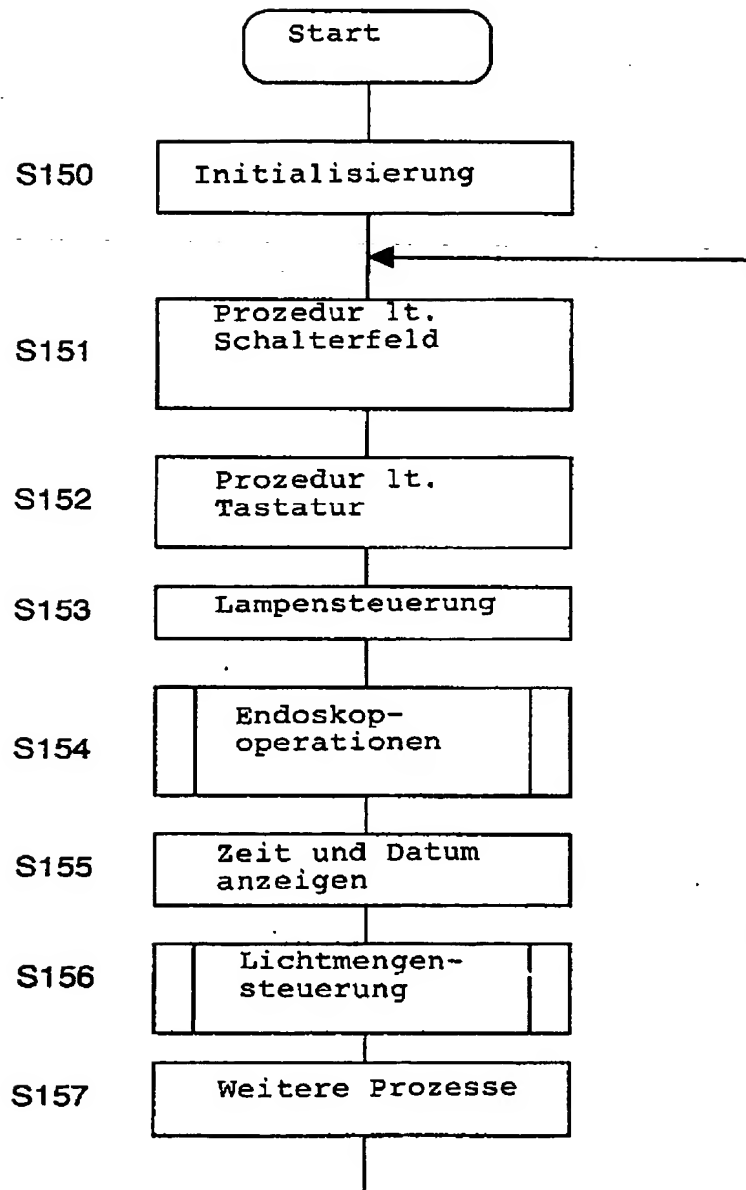 Start
S150
Initialisierung
S151
Prozedur lt.
Schalterfeld
S152
Prozedur lt.
Tastatur
S153
Lampensteuerung
S154
Endoskop-
operationen
S155
Zeit und Datum
anzeigen
S156
Lichtmengen-
steuerung
S157
Weitere Prozesse